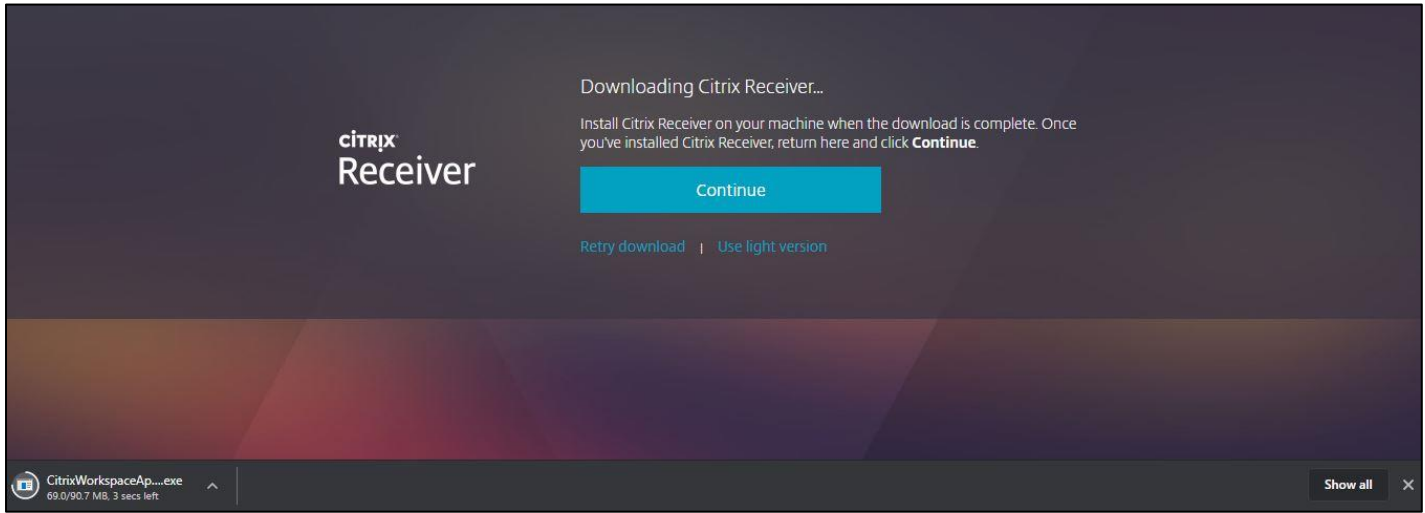 citrix
Receiver
Downloading Citrix Receiver...
Install Citrix Receiver on your machine when the download is complete. Once
you've installed Citrix Receiver, return here and click Continue.
Continue
Retry download | Use light version
CitrixWorkspaceAp....exe
69.0/90.7 MB, 3 secs left
Show all